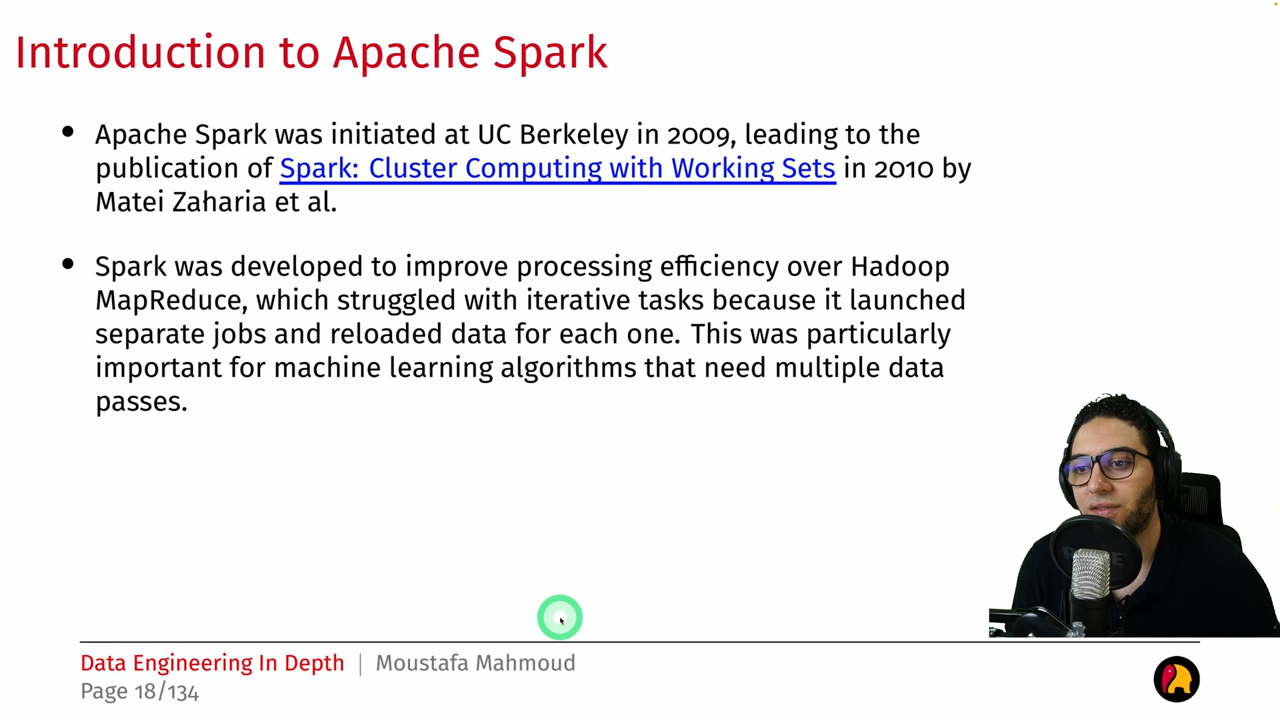 Introduction to Apache Spark
• Apache Spark was initiated at UC Berkeley in 2009, leading to the
publication of Spark: Cluster Computing with Working Sets in 2010 by
Matei Zaharia et al.
• Spark was developed to improve processing efficiency over Hadoop
MapReduce, which struggled with iterative tasks because it launched
separate jobs and reloaded data for each one. This was particularly
important for machine learning algorithms that need multiple data
passes.
Data Engineering In Depth | Moustafa Mahmoud
Page 18/134